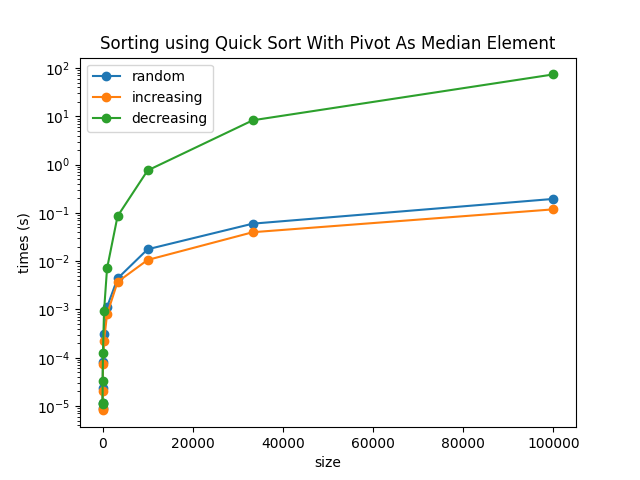 Sorting using Quick Sort With Pivot As Median Element
random
increasing
decreasing
times (s)
10²
10¹
10⁰
10⁻¹
10⁻²
10⁻³
10⁻⁴
10⁻⁵
0 20000 40000 60000 80000 100000
size